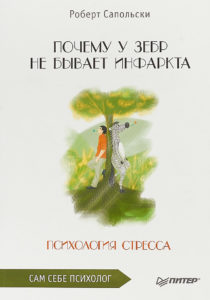 Роберт Сапольски
ПОЧЕМУ У ЗЕБР
НЕ БЫВАЕТ ИНФАРКТА
ПСИХОЛОГИЯ СТРЕССА
САМ СЕБЕ ПСИХОЛОГ
ПИТЕР